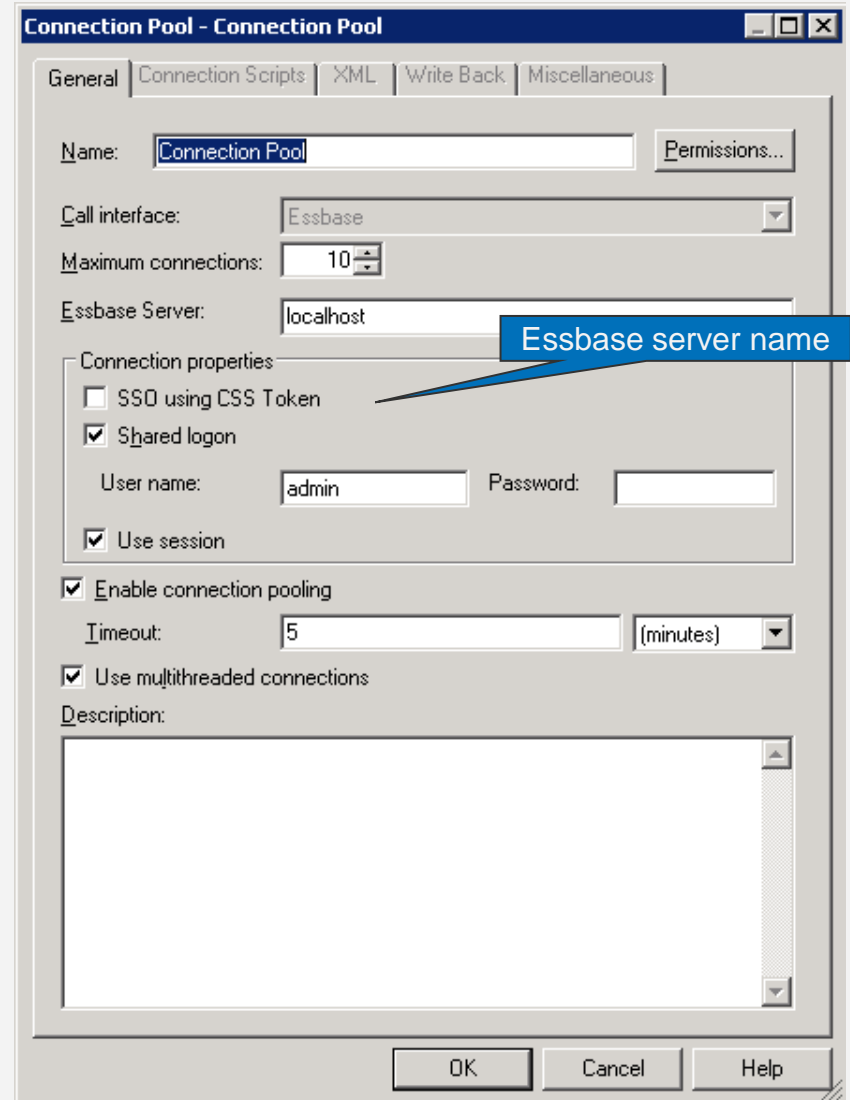 Connection Pool - Connection Pool
General Connection Scripts XML Write Back Miscellaneous
Name: Connection Pool Permissions...
Call interface: Essbase
Maximum connections: 10
Essbase Server: localhost
Essbase server name
Connection properties
SSO using CSS Token
Shared logon
User name: admin Password:
Use session
Enable connection pooling
Timeout: 5 (minutes)
Use multithreaded connections
Description:
OK Cancel Help